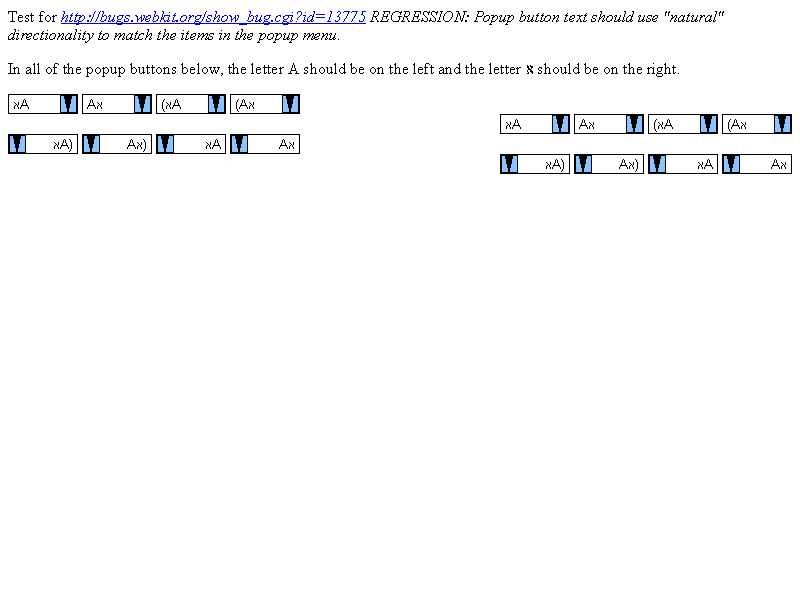 Test for http://bugs.webkit.org/show_bug.cgi?id=13775 REGRESSION: Popup button text should use "natural"
directionality to match the items in the popup menu.
In all of the popup buttons below, the letter A should be on the left and the letter א should be on the right.
אA Aא (אA (Aא
אA) Aא) אA Aא
אA Aא (אA (Aא
אA) Aא) אA Aא